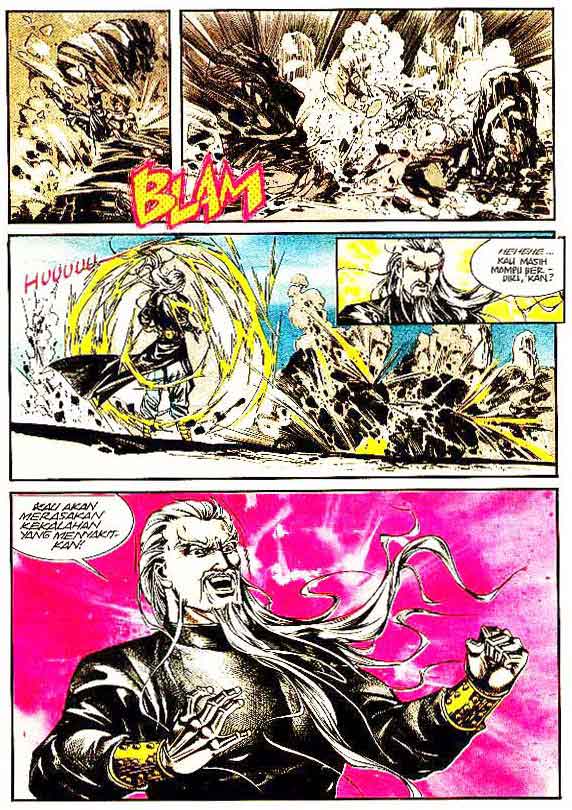 BLAM
HUUUUU
HEHEHE...
KAU MASIH
MAMPU BER-
DIRI, 'KAN?
KAU AKAN
MERASAKAN
KEKALAHAN
YANG MENYAKIT-
KAN!